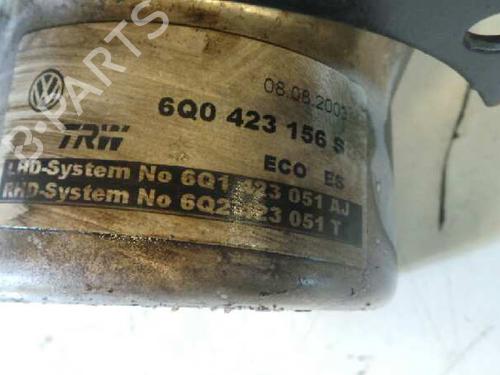 B-PARTS
08.08.2003
6Q0 423 156 S
TRW
ECO ES
LHD-System No 6Q1 423 051 AJ
RHD-System No 6Q2 423 051 T